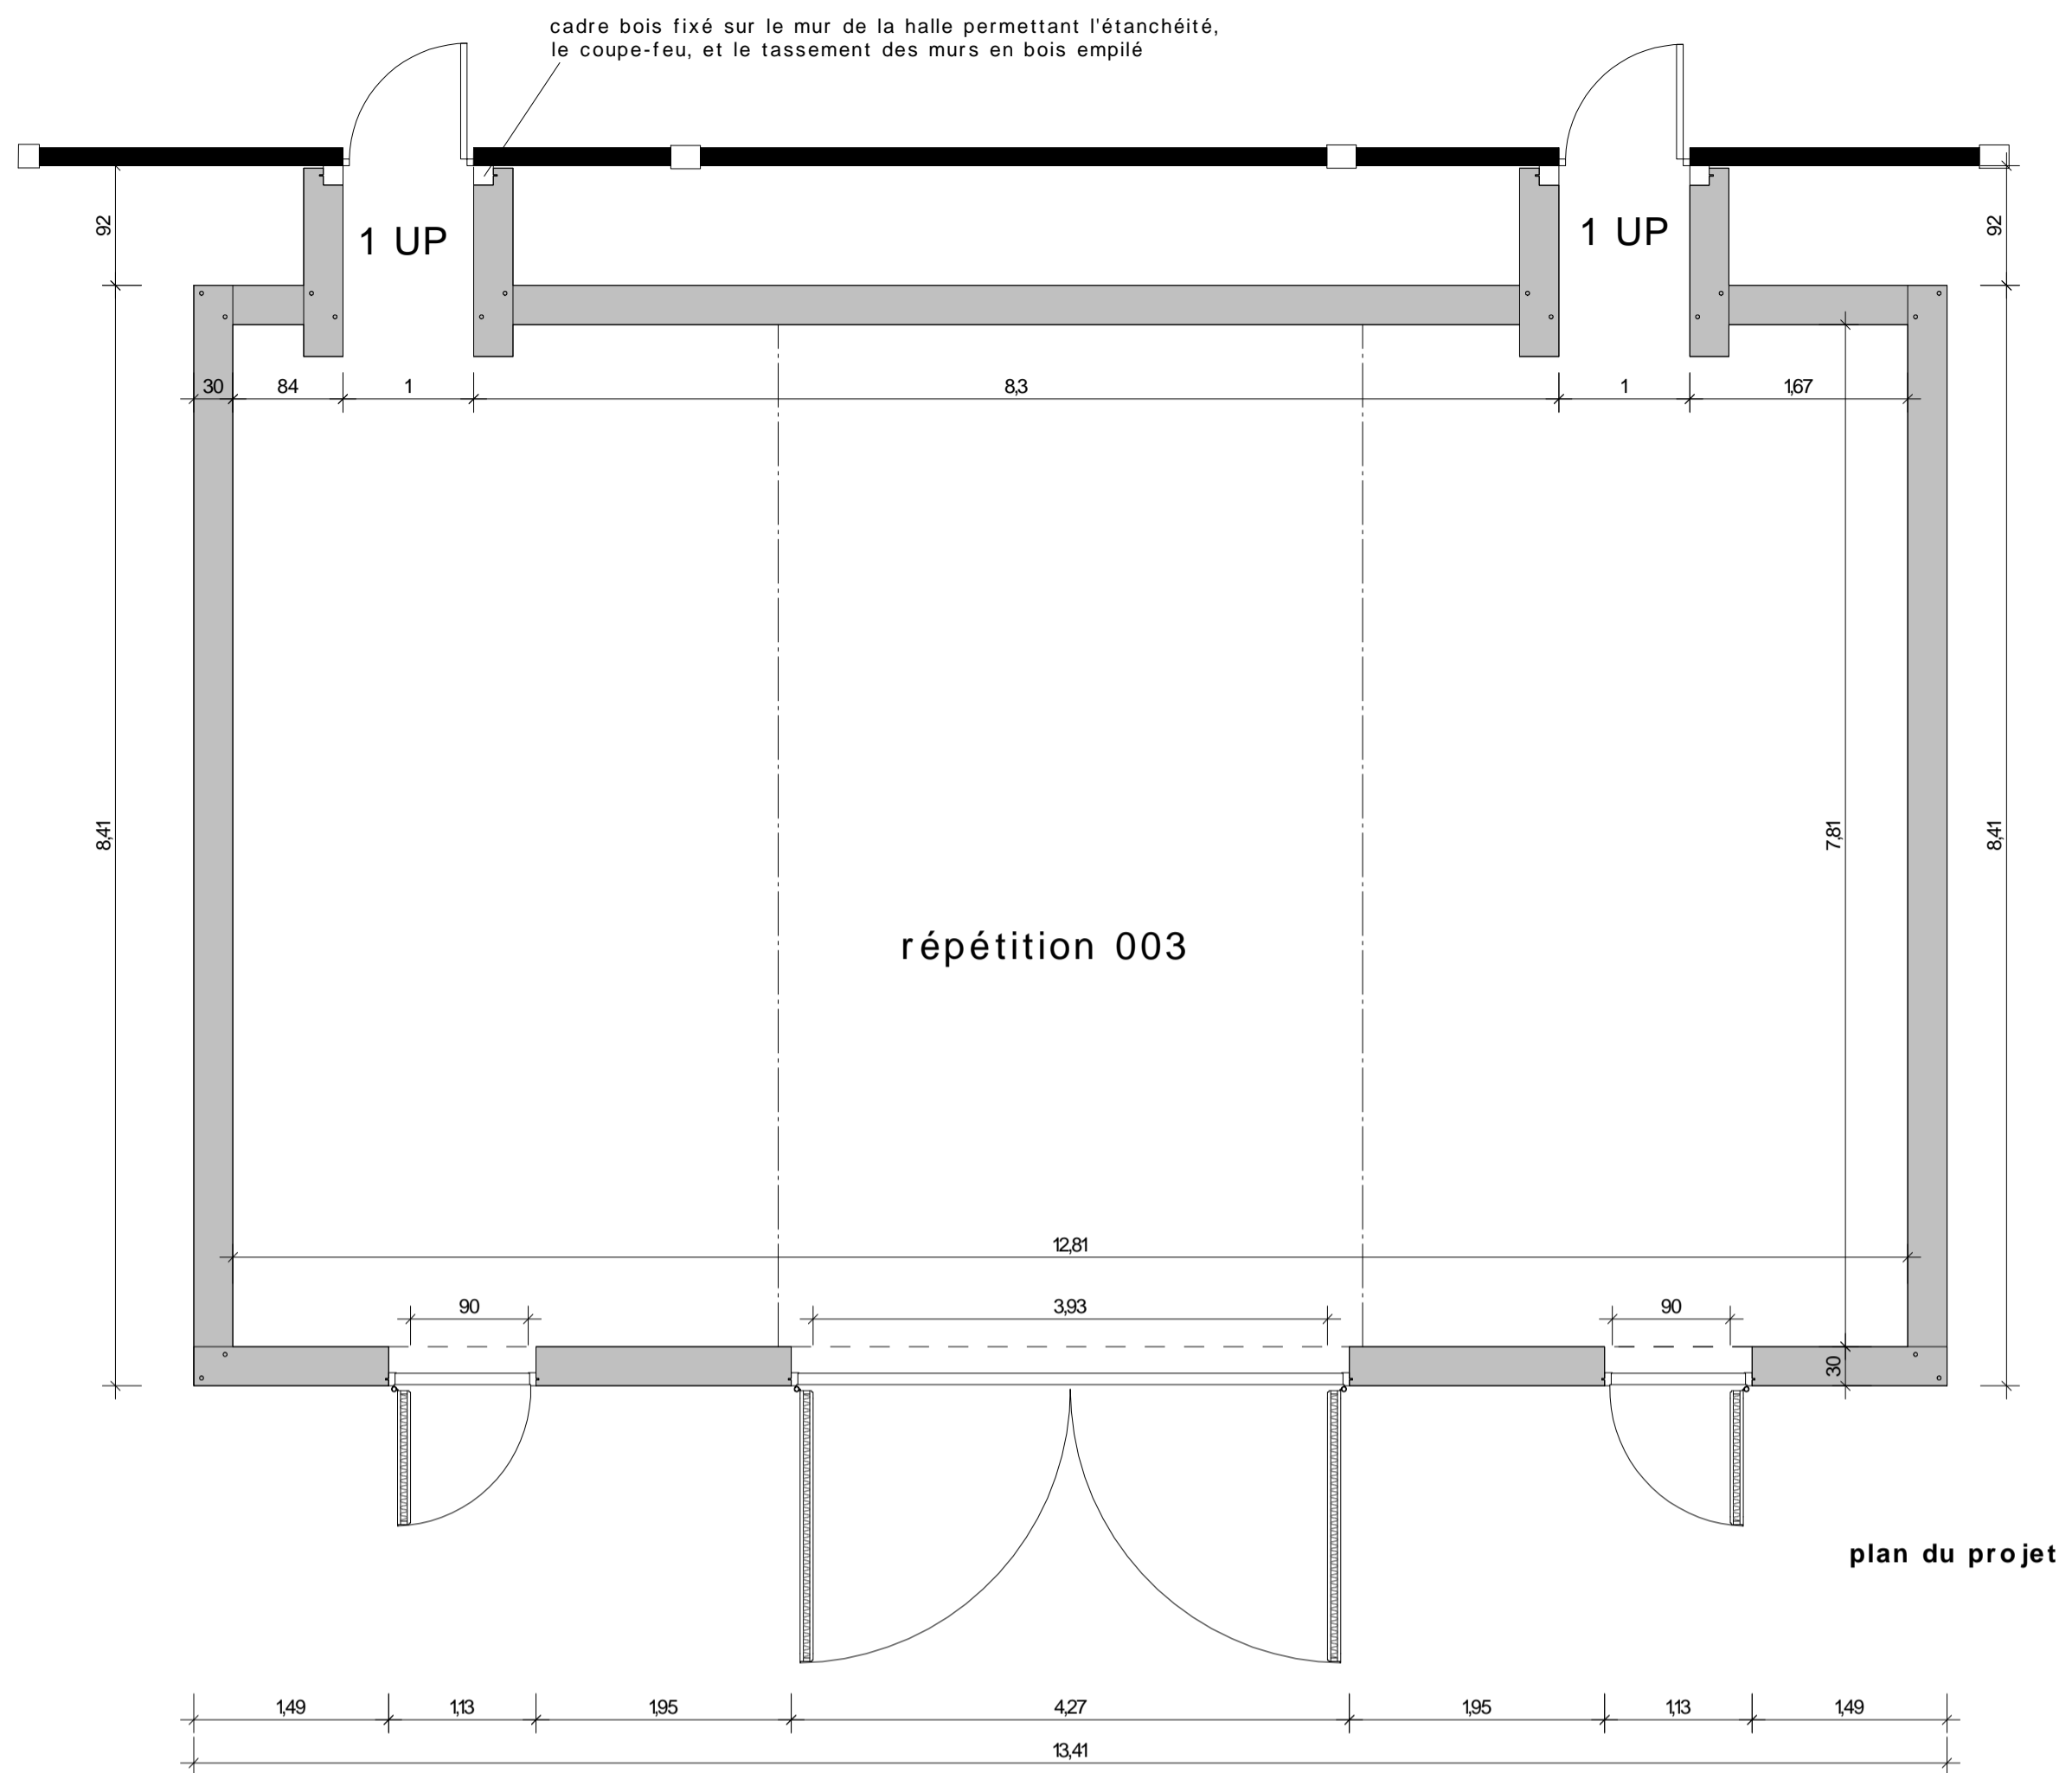 cadre bois fixé sur le mur de la halle permettant l'étanchéité,
le coupe-feu, et le tassement des murs en bois empilé
92
1 UP
1 UP
92
30 84 1 8,3 1 1,67
8,41
7,81
8,41
répétition 003
12,81
90 3,93 90
30
plan du projet
1,49 1,13 1,95 4,27 1,95 1,13 1,49
13,41